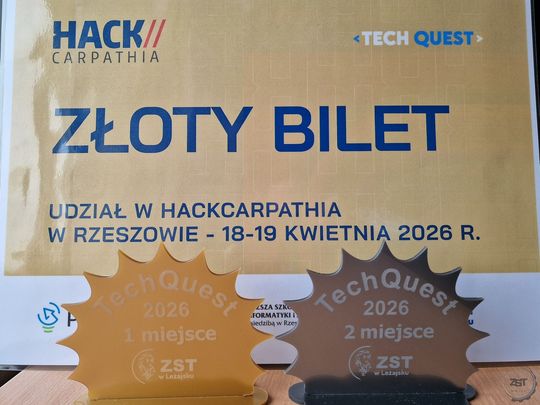 HACK//
CARPATHIA
<TECH QUEST>
ZŁOTY BILET
UDZIAŁ W HACKCARPATHIA
W RZESZOWIE - 18-19 KWIETNIA 2026 R.
TechQuest
2026
1 miejsce
ZST
w Leżajsku
TechQuest
2026
2 miejsce
ZST
w Leżajsku
ZST